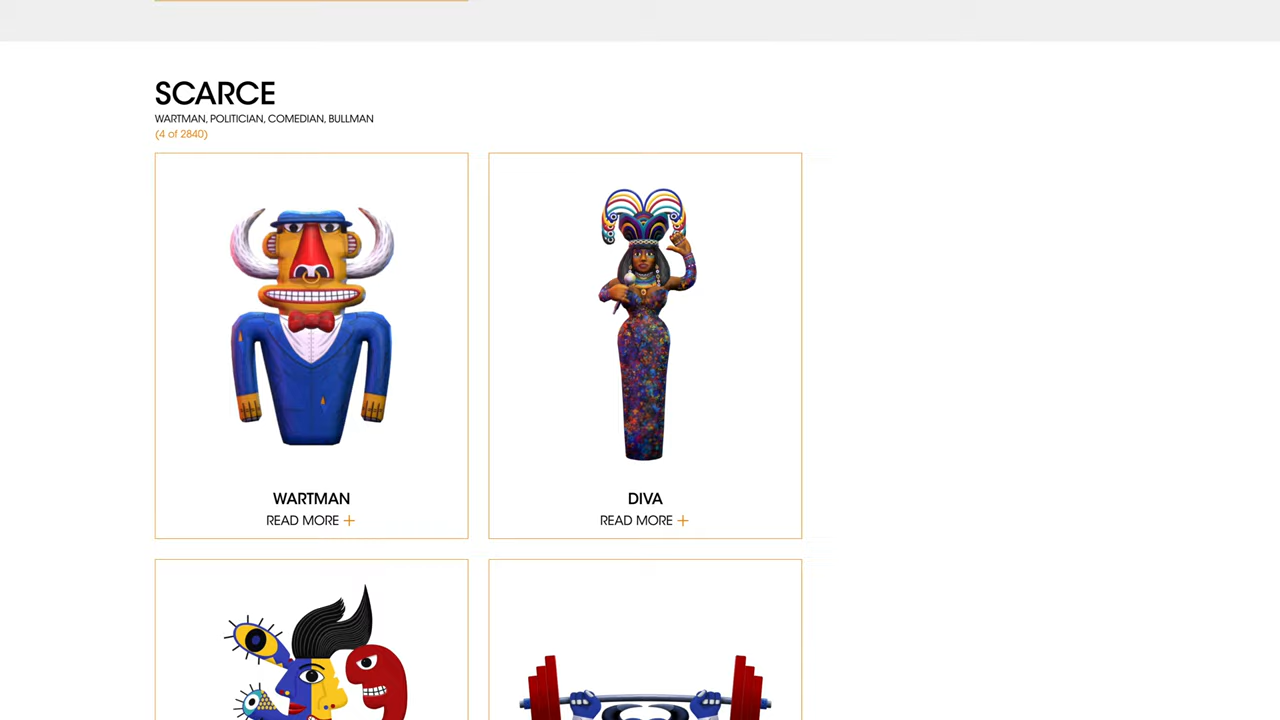 SCARCE
WARTMAN, POLITICIAN, COMEDIAN, BULLMAN
(4 of 2840)
WARTMAN
READ MORE +
DIVA
READ MORE +